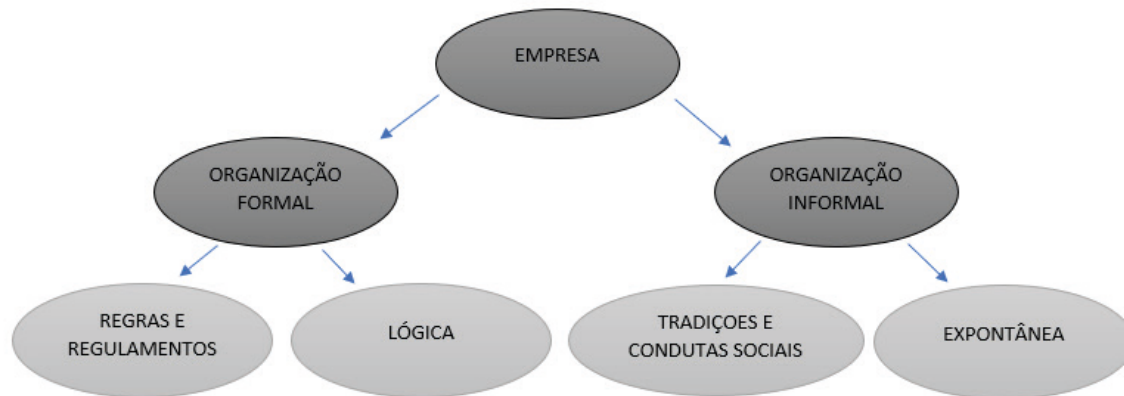 EMPRESA
ORGANIZAÇÃO
FORMAL
ORGANIZAÇÃO
INFORMAL
REGRAS E
REGULAMENTOS
LÓGICA
TRADIÇOES E
CONDUTAS SOCIAIS
EXPONTÂNEA